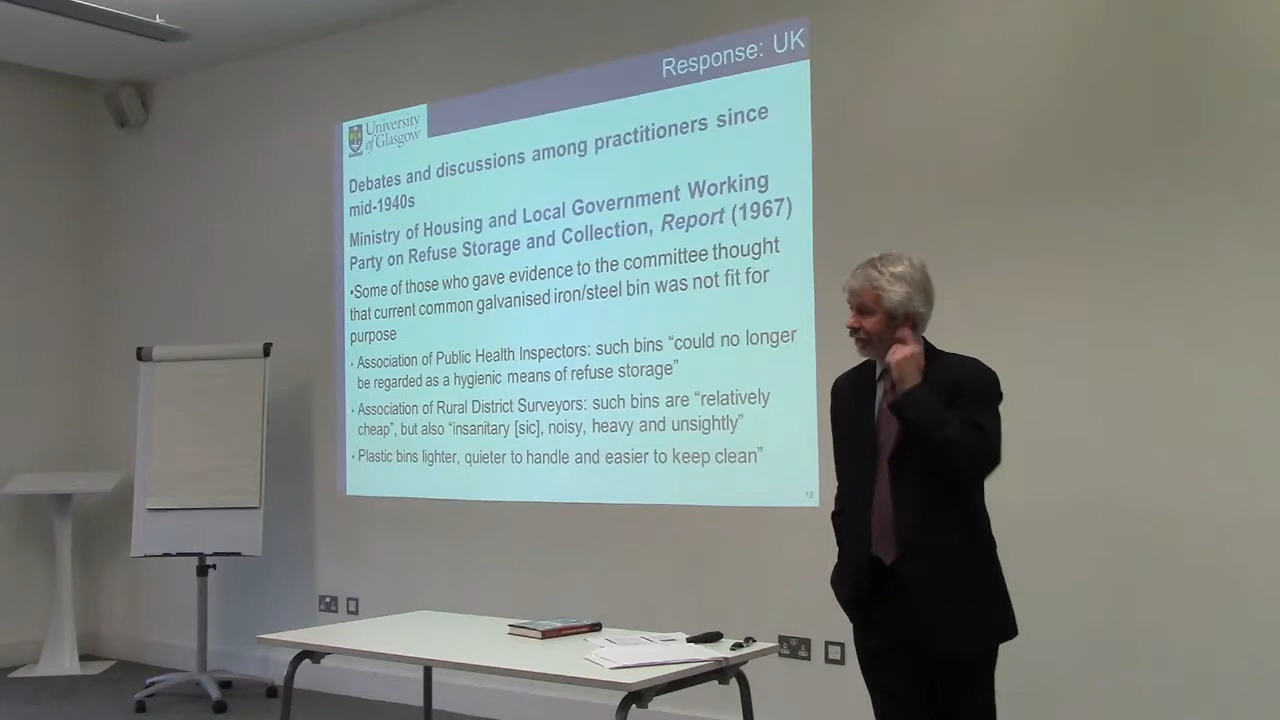 Response: UK
University
of Glasgow
Debates and discussions among practitioners since
mid-1940s
Ministry of Housing and Local Government Working
Party on Refuse Storage and Collection, Report (1967)
•Some of those who gave evidence to the committee thought
that current common galvanised iron/steel bin was not fit for
purpose
• Association of Public Health Inspectors: such bins “could no longer
be regarded as a hygienic means of refuse storage”
• Association of Rural District Surveyors: such bins are “relatively
cheap”, but also “insanitary [sic], noisy, heavy and unsightly”
• Plastic bins lighter, quieter to handle and easier to keep clean”